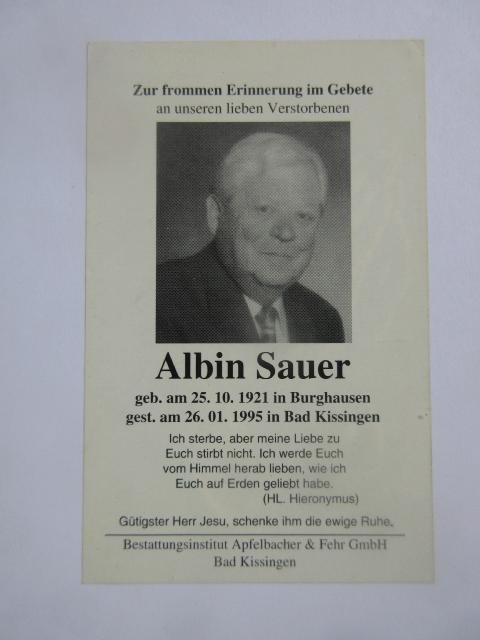 Zur frommen Erinnerung im Gebete
an unseren lieben Verstorbenen
Albin Sauer
geb. am 25. 10. 1921 in Burghausen
gest. am 26. 01. 1995 in Bad Kissingen
Ich sterbe, aber meine Liebe zu
Euch stirbt nicht. Ich werde Euch
vom Himmel herab lieben, wie ich
Euch auf Erden geliebt habe.
(HL. Hieronymus)
Gütigster Herr Jesu, schenke ihm die ewige Ruhe.
Bestattungsinstitut Apfelbacher & Fehr GmbH
Bad Kissingen